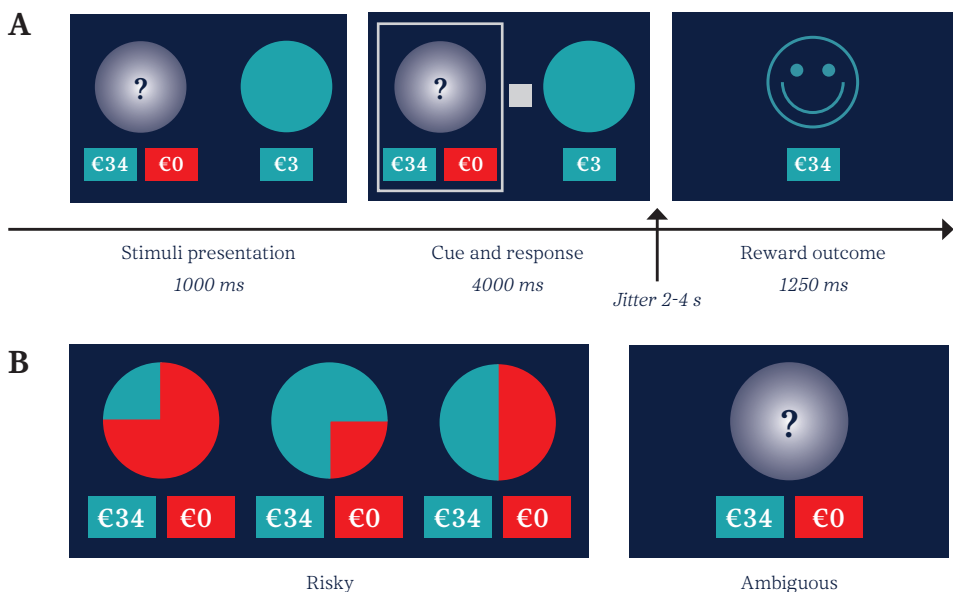 A
? ?
€34 €0 €3 €34 €0 €3 €34
Stimuli presentation Cue and response Reward outcome
1000 ms 4000 ms 1250 ms
Jitter 2-4 s
B
?
€34 €0 €34 €0 €34 €0 €34 €0
Risky Ambiguous